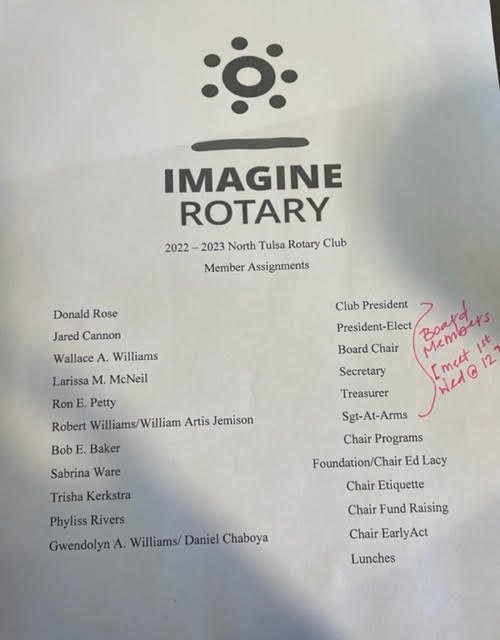 IMAGINE
ROTARY
2022 – 2023 North Tulsa Rotary Club
Member Assignments
Donald Rose
Jared Cannon
Wallace A. Williams
Larissa M. McNeil
Ron E. Petty
Robert Williams/William Artis Jemison
Bob E. Baker
Sabrina Ware
Trisha Kerkstra
Phyliss Rivers
Gwendolyn A. Williams/ Daniel Chaboya
Club President
President-Elect
Board Chair
Secretary
Treasurer
Sgt-At-Arms
Chair Programs
Foundation/Chair Ed Lacy
Chair Etiquette
Chair Fund Raising
Chair EarlyAct
Lunches
Board
Members
[meet 1st
Wed @ 12